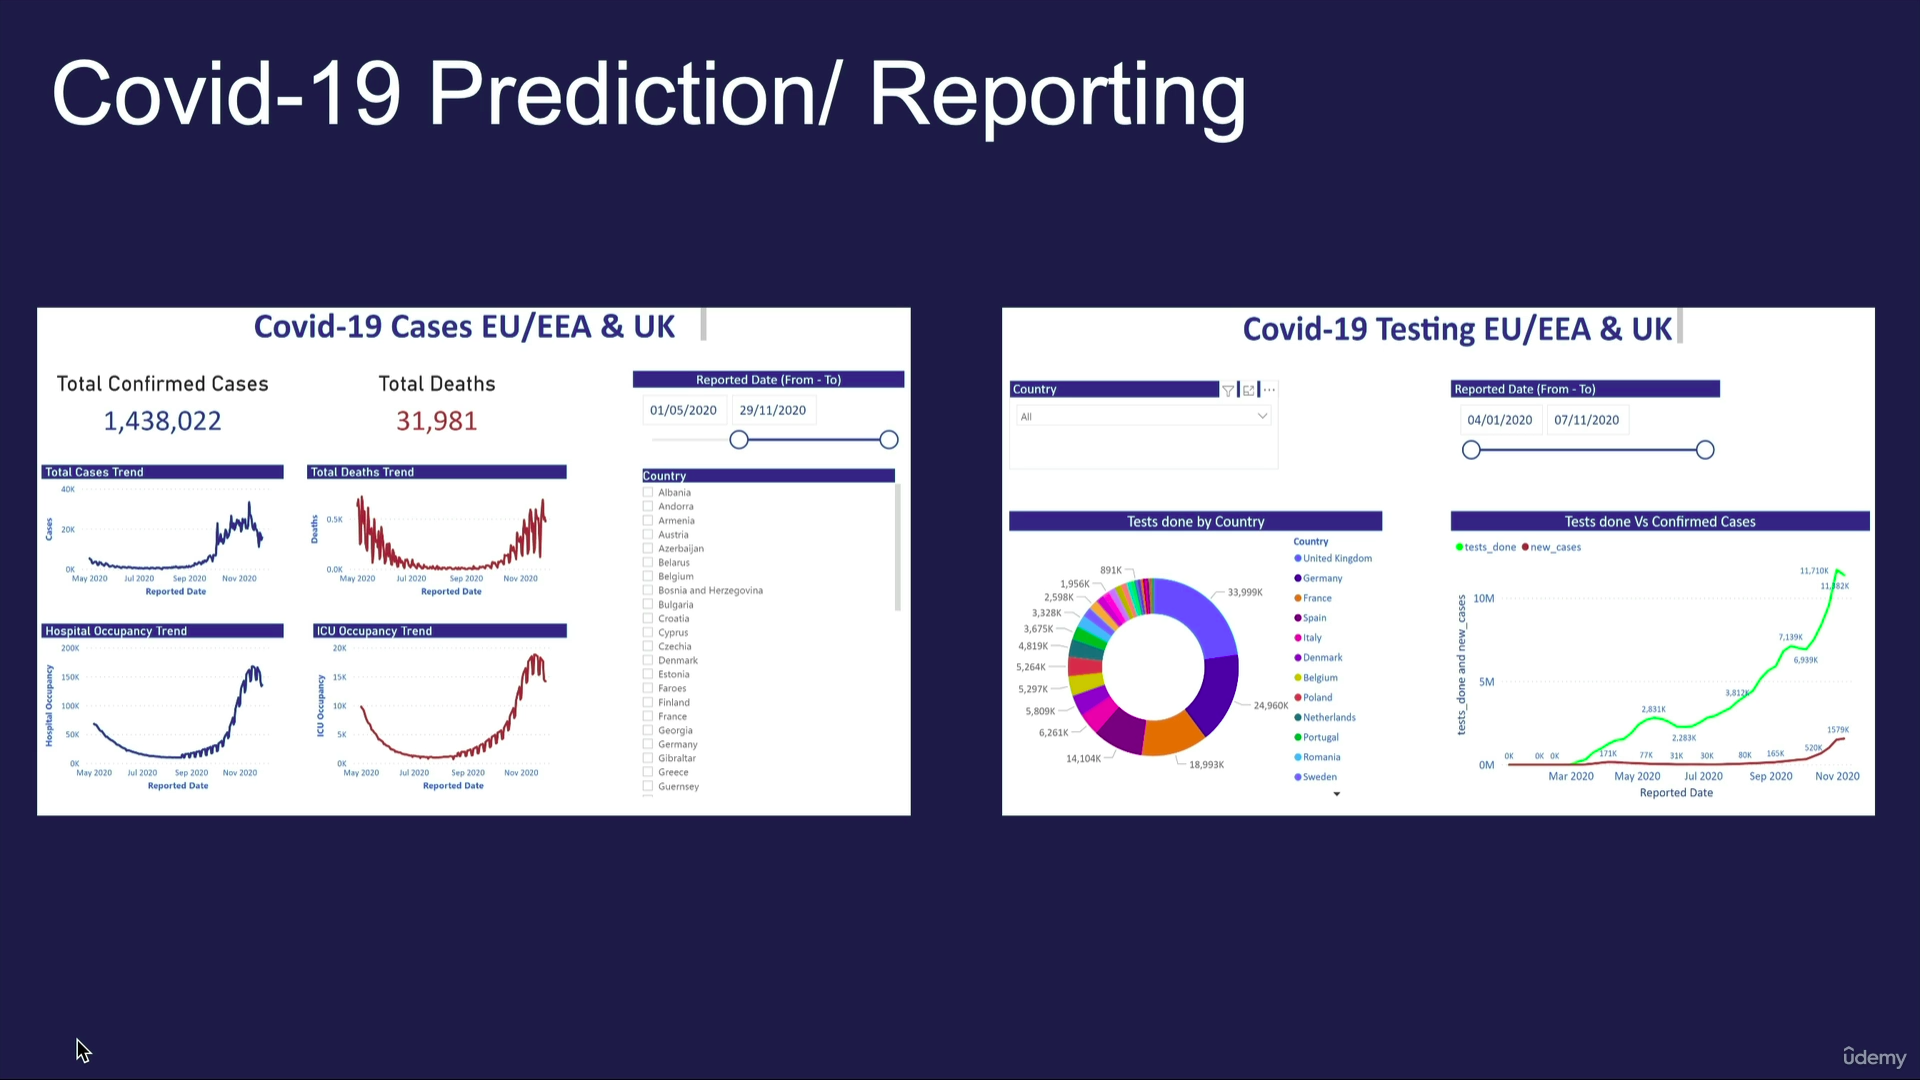 Covid-19 Prediction/ Reporting
Covid-19 Cases EU/EEA & UK
Total Confirmed Cases
1,438,022
Total Deaths
31,981
Reported Date (From - To)
01/05/2020 29/11/2020
Total Cases Trend
40K
20K
0K
Cases
May 2020 Jul 2020 Sep 2020 Nov 2020
Reported Date
Total Deaths Trend
0.5K
0.0K
Deaths
May 2020 Jul 2020 Sep 2020 Nov 2020
Reported Date
Hospital Occupancy Trend
200K
150K
100K
50K
0K
Hospital Occupancy
May 2020 Jul 2020 Sep 2020 Nov 2020
Reported Date
ICU Occupancy Trend
20K
15K
10K
5K
0K
ICU Occupancy
May 2020 Jul 2020 Sep 2020 Nov 2020
Reported Date
Country
Albania
Andorra
Armenia
Austria
Azerbaijan
Belarus
Belgium
Bosnia and Herzegovina
Bulgaria
Croatia
Cyprus
Czechia
Denmark
Estonia
Faroes
Finland
France
Georgia
Germany
Gibraltar
Greece
Guernsey
Covid-19 Testing EU/EEA & UK
Country
All
Reported Date (From - To)
04/01/2020 07/11/2020
Tests done by Country
891K
1,956K
2,598K
3,328K
3,675K
4,819K
5,264K
5,297K
5,809K
6,261K
14,104K
18,993K
24,960K
33,999K
Country
United Kingdom
Germany
France
Spain
Italy
Denmark
Belgium
Poland
Netherlands
Portugal
Romania
Sweden
Tests done Vs Confirmed Cases
tests_done new_cases
10M
5M
0M
tests_done and new_cases
11,710K
11,382K
7,139K
6,939K
3,812K
2,831K
2,283K
1579K
0K 0K 0K 171K 77K 31K 30K 80K 165K 520K
Mar 2020 May 2020 Jul 2020 Sep 2020 Nov 2020
Reported Date
ûdemy